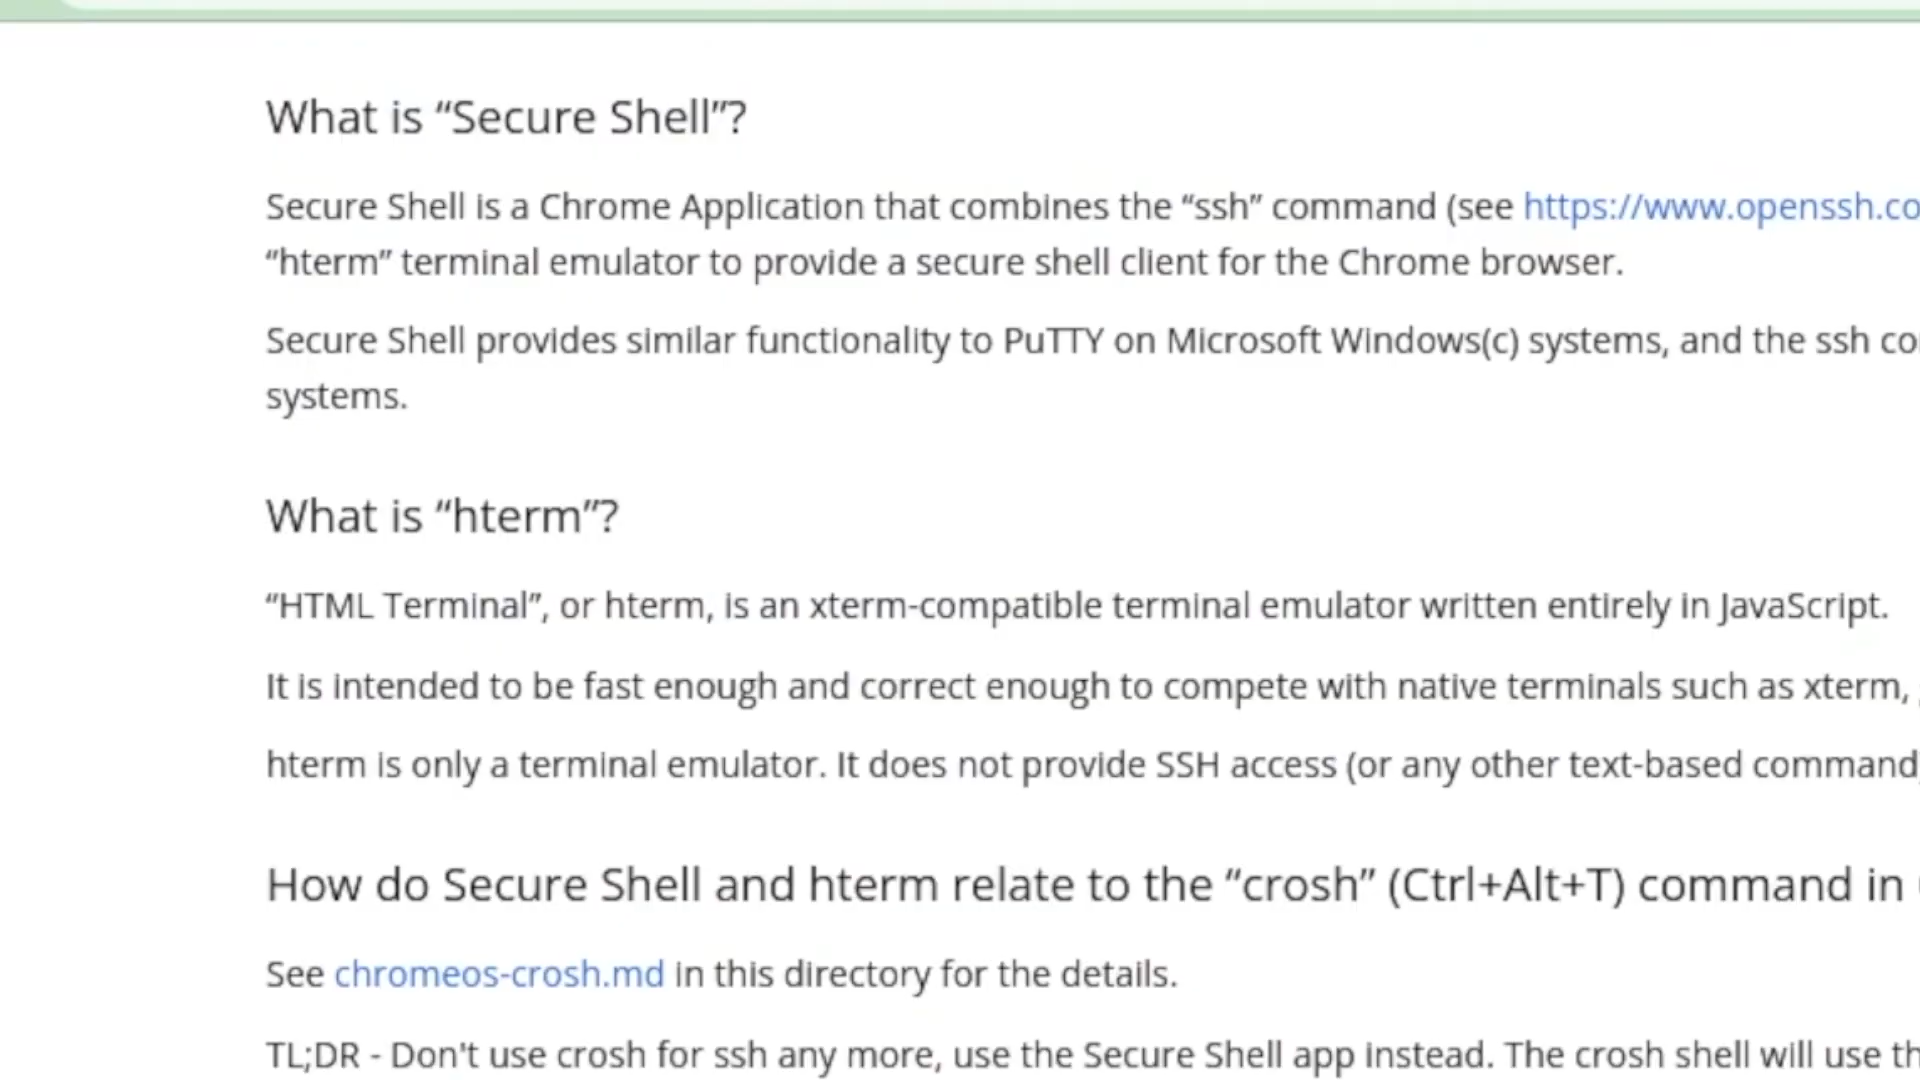 What is “Secure Shell”?
Secure Shell is a Chrome Application that combines the “ssh” command (see https://www.openssh.co
“hterm” terminal emulator to provide a secure shell client for the Chrome browser.
Secure Shell provides similar functionality to PuTTY on Microsoft Windows(c) systems, and the ssh co
systems.
What is “hterm”?
“HTML Terminal”, or hterm, is an xterm-compatible terminal emulator written entirely in JavaScript.
It is intended to be fast enough and correct enough to compete with native terminals such as xterm,
hterm is only a terminal emulator. It does not provide SSH access (or any other text-based command
How do Secure Shell and hterm relate to the “crosh” (Ctrl+Alt+T) command in
See chromeos-crosh.md in this directory for the details.
TL;DR - Don't use crosh for ssh any more, use the Secure Shell app instead. The crosh shell will use th